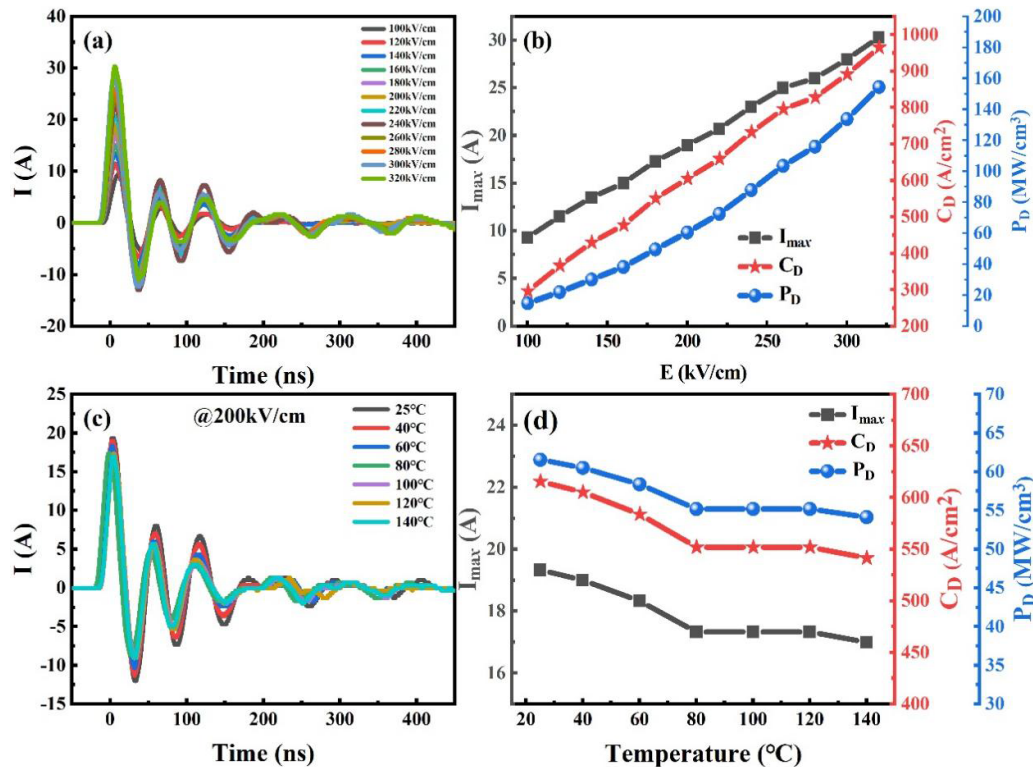 (a)
I (A)
40
30
20
10
0
-10
-20
0
100
200
300
400
Time (ns)
100kV/cm
120kV/cm
140kV/cm
160kV/cm
180kV/cm
200kV/cm
220kV/cm
240kV/cm
260kV/cm
280kV/cm
300kV/cm
320kV/cm
(b)
Imax (A)
30
25
20
15
10
5
0
100
150
200
250
300
E (kV/cm)
Imax
CD
PD
1000
900
800
700
600
500
400
300
200
CD (A/cm2)
200
180
160
140
120
100
80
60
40
20
0
PD (MW/cm3)
(c)
@200kV/cm
I (A)
25
20
15
10
5
0
-5
-10
-15
0
100
200
300
400
Time (ns)
25℃
40℃
60℃
80℃
100℃
120℃
140℃
(d)
Imax (A)
24
22
20
18
16
20
40
60
80
100
120
140
Temperature (℃)
Imax
CD
PD
700
650
600
550
500
450
400
CD (A/cm2)
70
65
60
55
50
45
40
35
30
PD (MW/cm3)